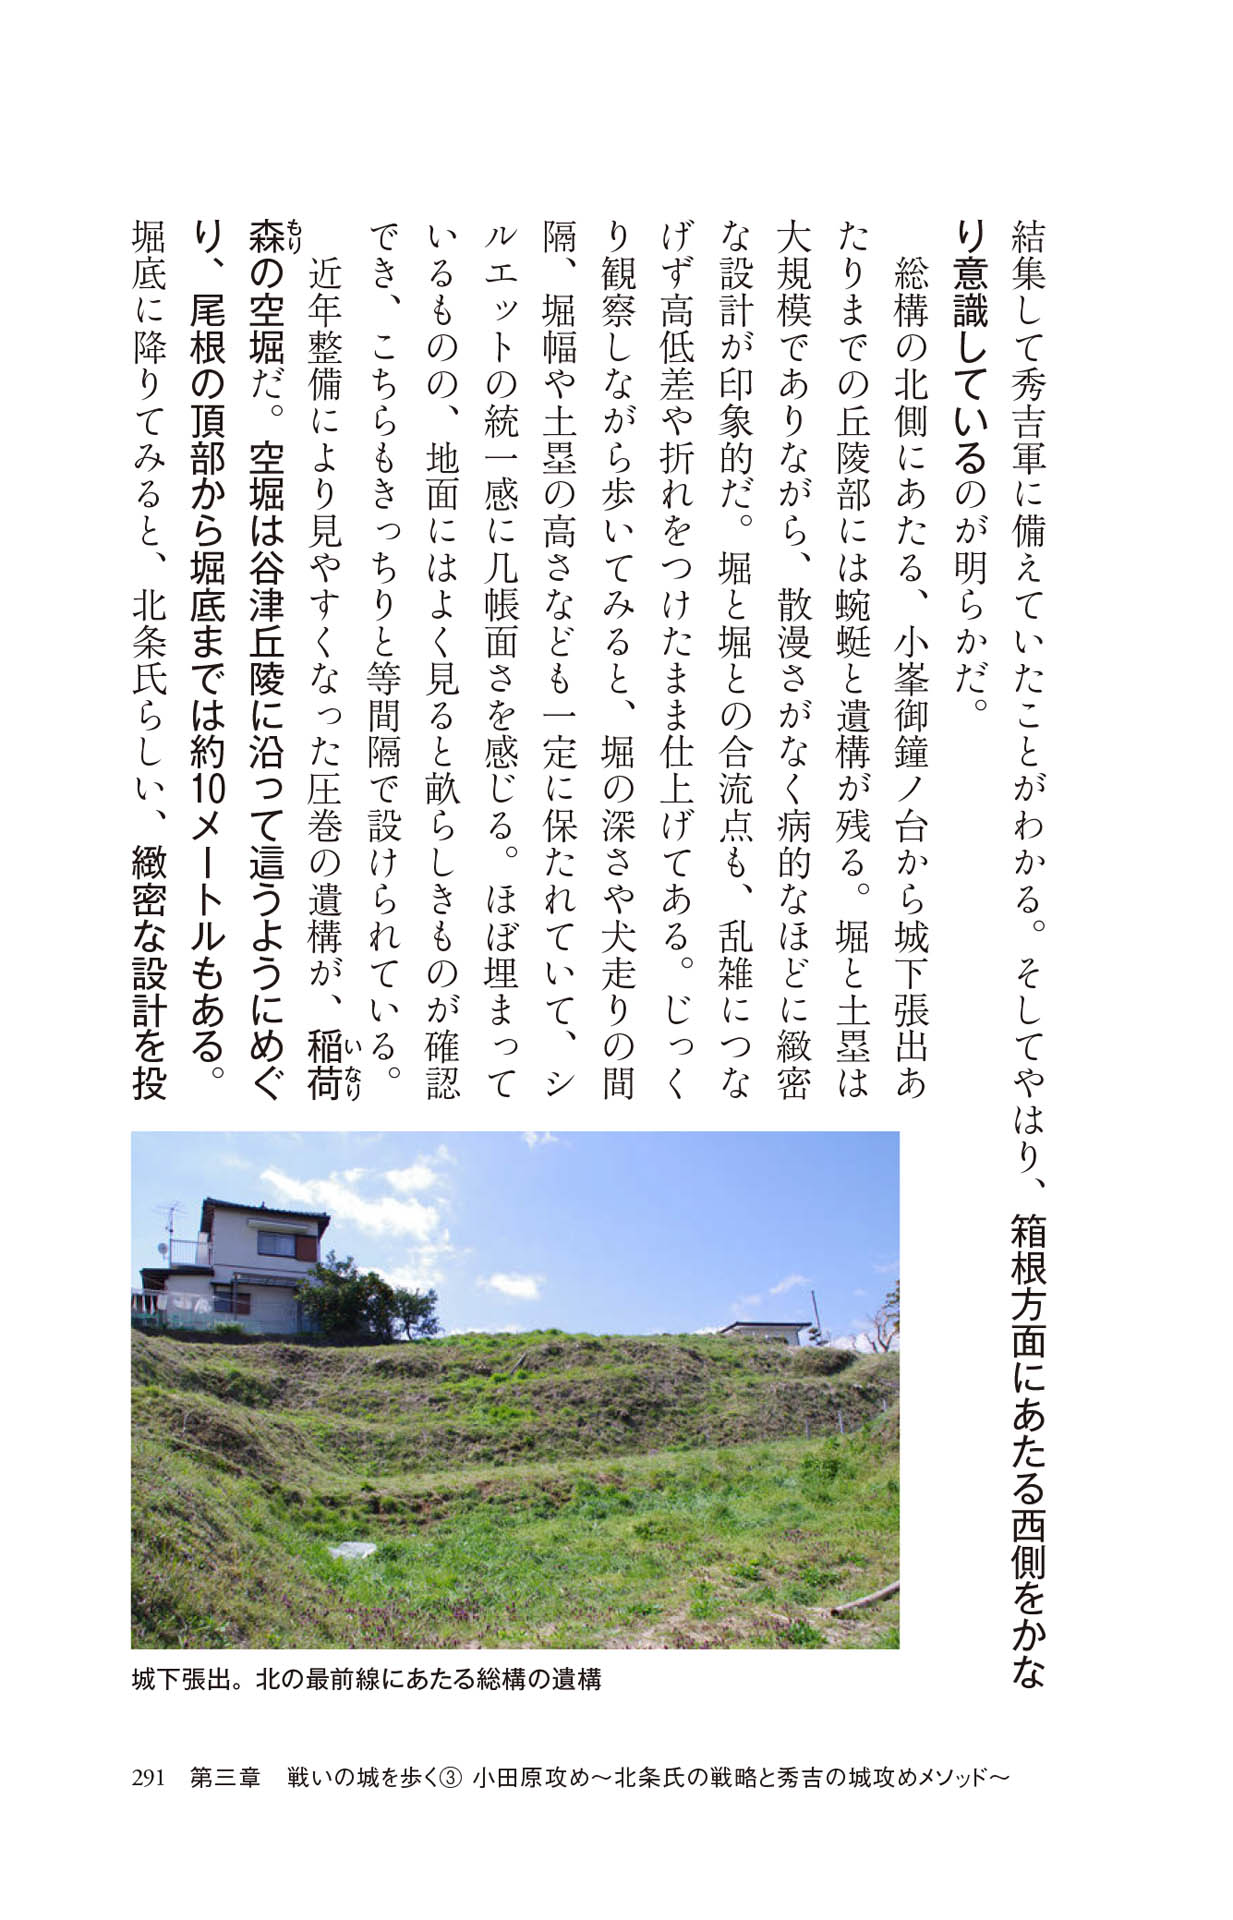 結集して秀吉軍に備えていたことがわかる。そしてやはり、箱根方面にあたる西側をかな
り意識しているのが明らかだ。
　総構の北側にあたる、小峯御鐘ノ台から城下張出あ
たりまでの丘陵部には蜿蜒と遺構が残る。堀と土塁は
大規模でありながら、散漫さがなく病的なほどに緻密
な設計が印象的だ。堀と堀との合流点も、乱雑につな
げず高低差や折れをつけたまま仕上げてある。じっく
り観察しながら歩いてみると、堀の深さや犬走りの間
隔、堀幅や土塁の高さなども一定に保たれていて、シ
ルエットの統一感に几帳面さを感じる。ほぼ埋まって
いるものの、地面にはよく見ると畝らしきものが確認
でき、こちらもきっちりと等間隔で設けられている。
　近年整備により見やすくなった圧巻の遺構が、稲荷
いなり
森の空堀だ。空堀は谷津丘陵に沿って這うようにめぐ
もり
り、尾根の頂部から堀底までは約10メートルもある。
堀底に降りてみると、北条氏らしい、緻密な設計を投
城下張出。北の最前線にあたる総構の遺構
291　第三章　戦いの城を歩く③ 小田原攻め～北条氏の戦略と秀吉の城攻めメソッド～